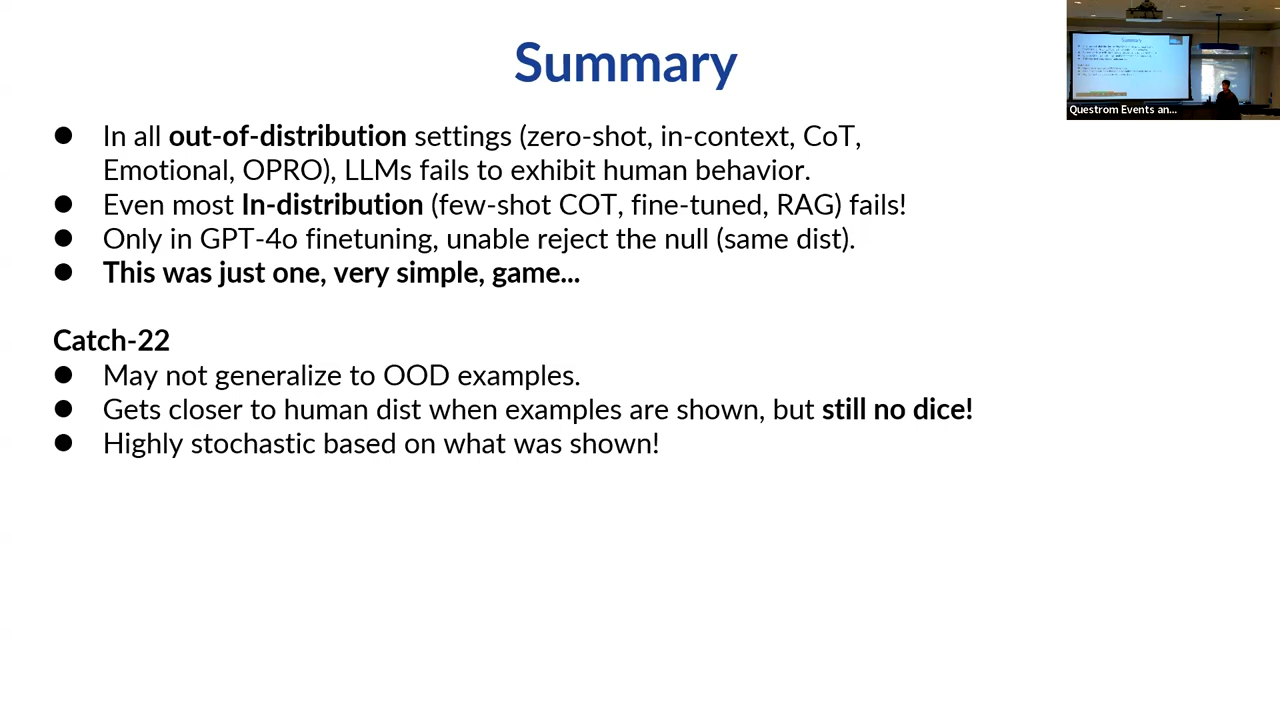 Summary
● In all out-of-distribution settings (zero-shot, in-context, CoT,
Emotional, OPRO), LLMs fails to exhibit human behavior.
● Even most In-distribution (few-shot COT, fine-tuned, RAG) fails!
● Only in GPT-4o finetuning, unable reject the null (same dist).
● This was just one, very simple, game...
Catch-22
● May not generalize to OOD examples.
● Gets closer to human dist when examples are shown, but still no dice!
● Highly stochastic based on what was shown!
Questrom Events an...